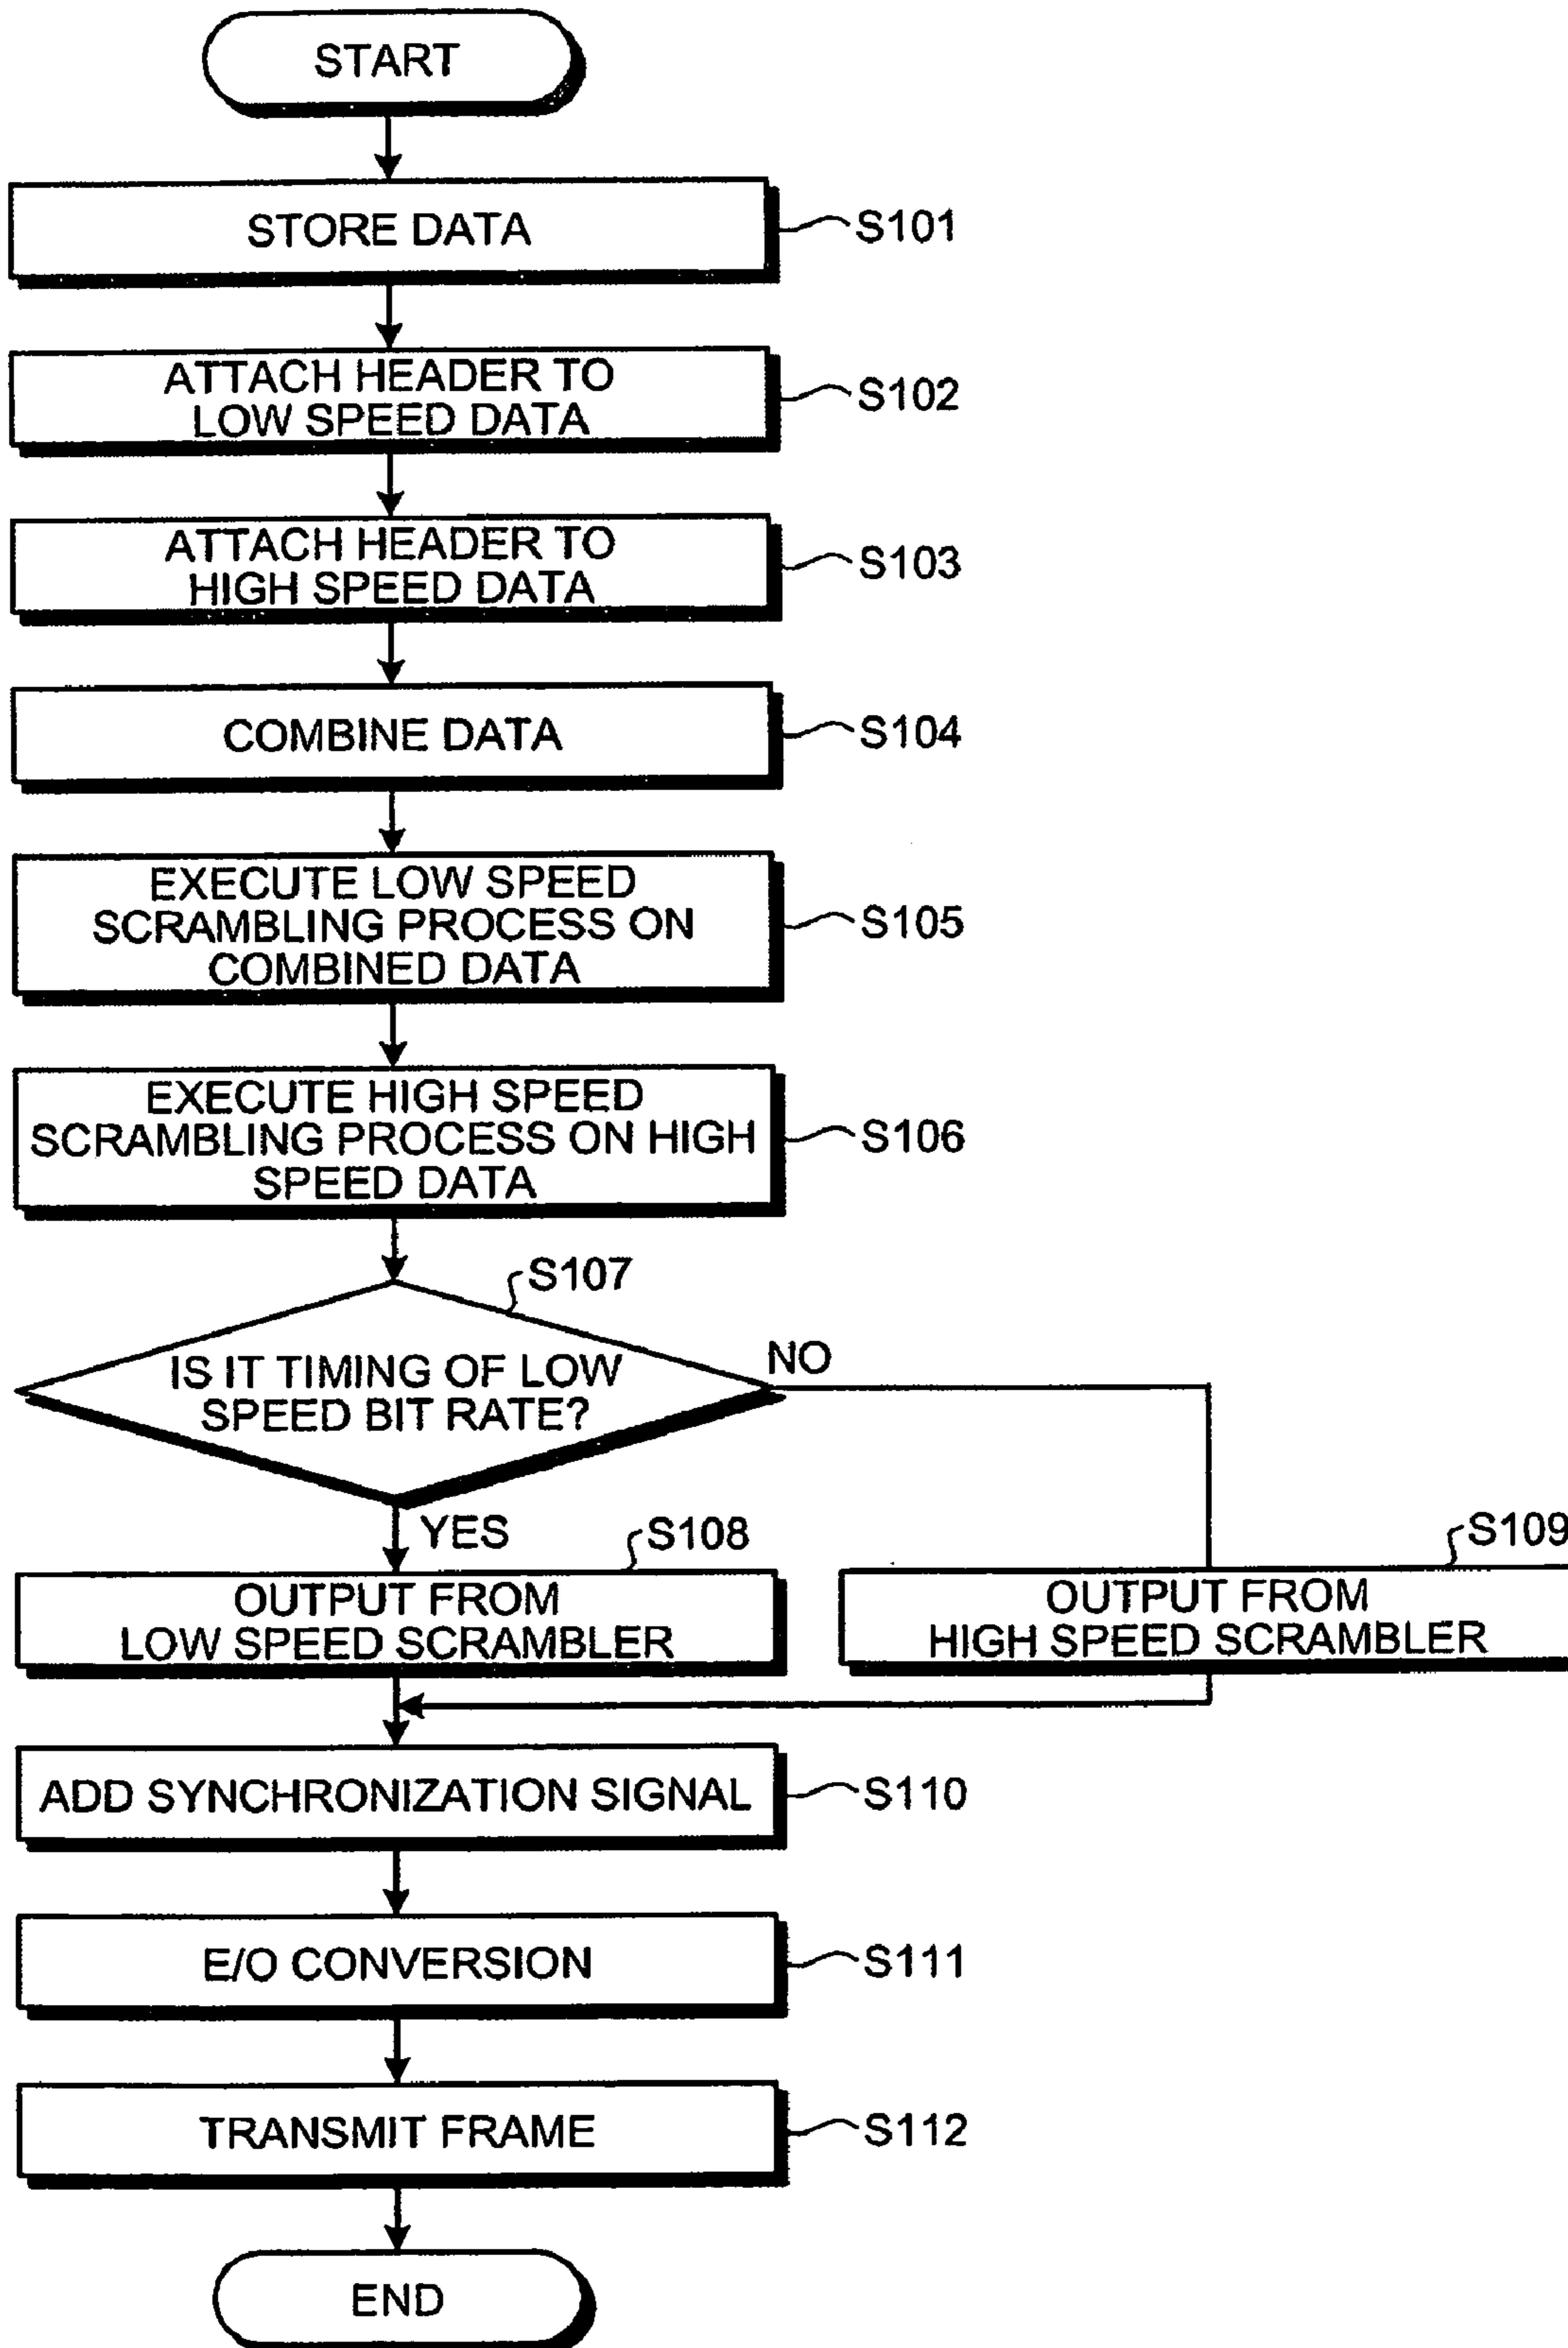 START
STORE DATA
S101
ATTACH HEADER TO
LOW SPEED DATA
S102
ATTACH HEADER TO
HIGH SPEED DATA
S103
COMBINE DATA
S104
EXECUTE LOW SPEED
SCRAMBLING PROCESS ON
COMBINED DATA
S105
EXECUTE HIGH SPEED
SCRAMBLING PROCESS ON HIGH
SPEED DATA
S106
S107
IS IT TIMING OF LOW
SPEED BIT RATE?
NO
YES
S108
OUTPUT FROM
LOW SPEED SCRAMBLER
S109
OUTPUT FROM
HIGH SPEED SCRAMBLER
ADD SYNCHRONIZATION SIGNAL
S110
E/O CONVERSION
S111
TRANSMIT FRAME
S112
END